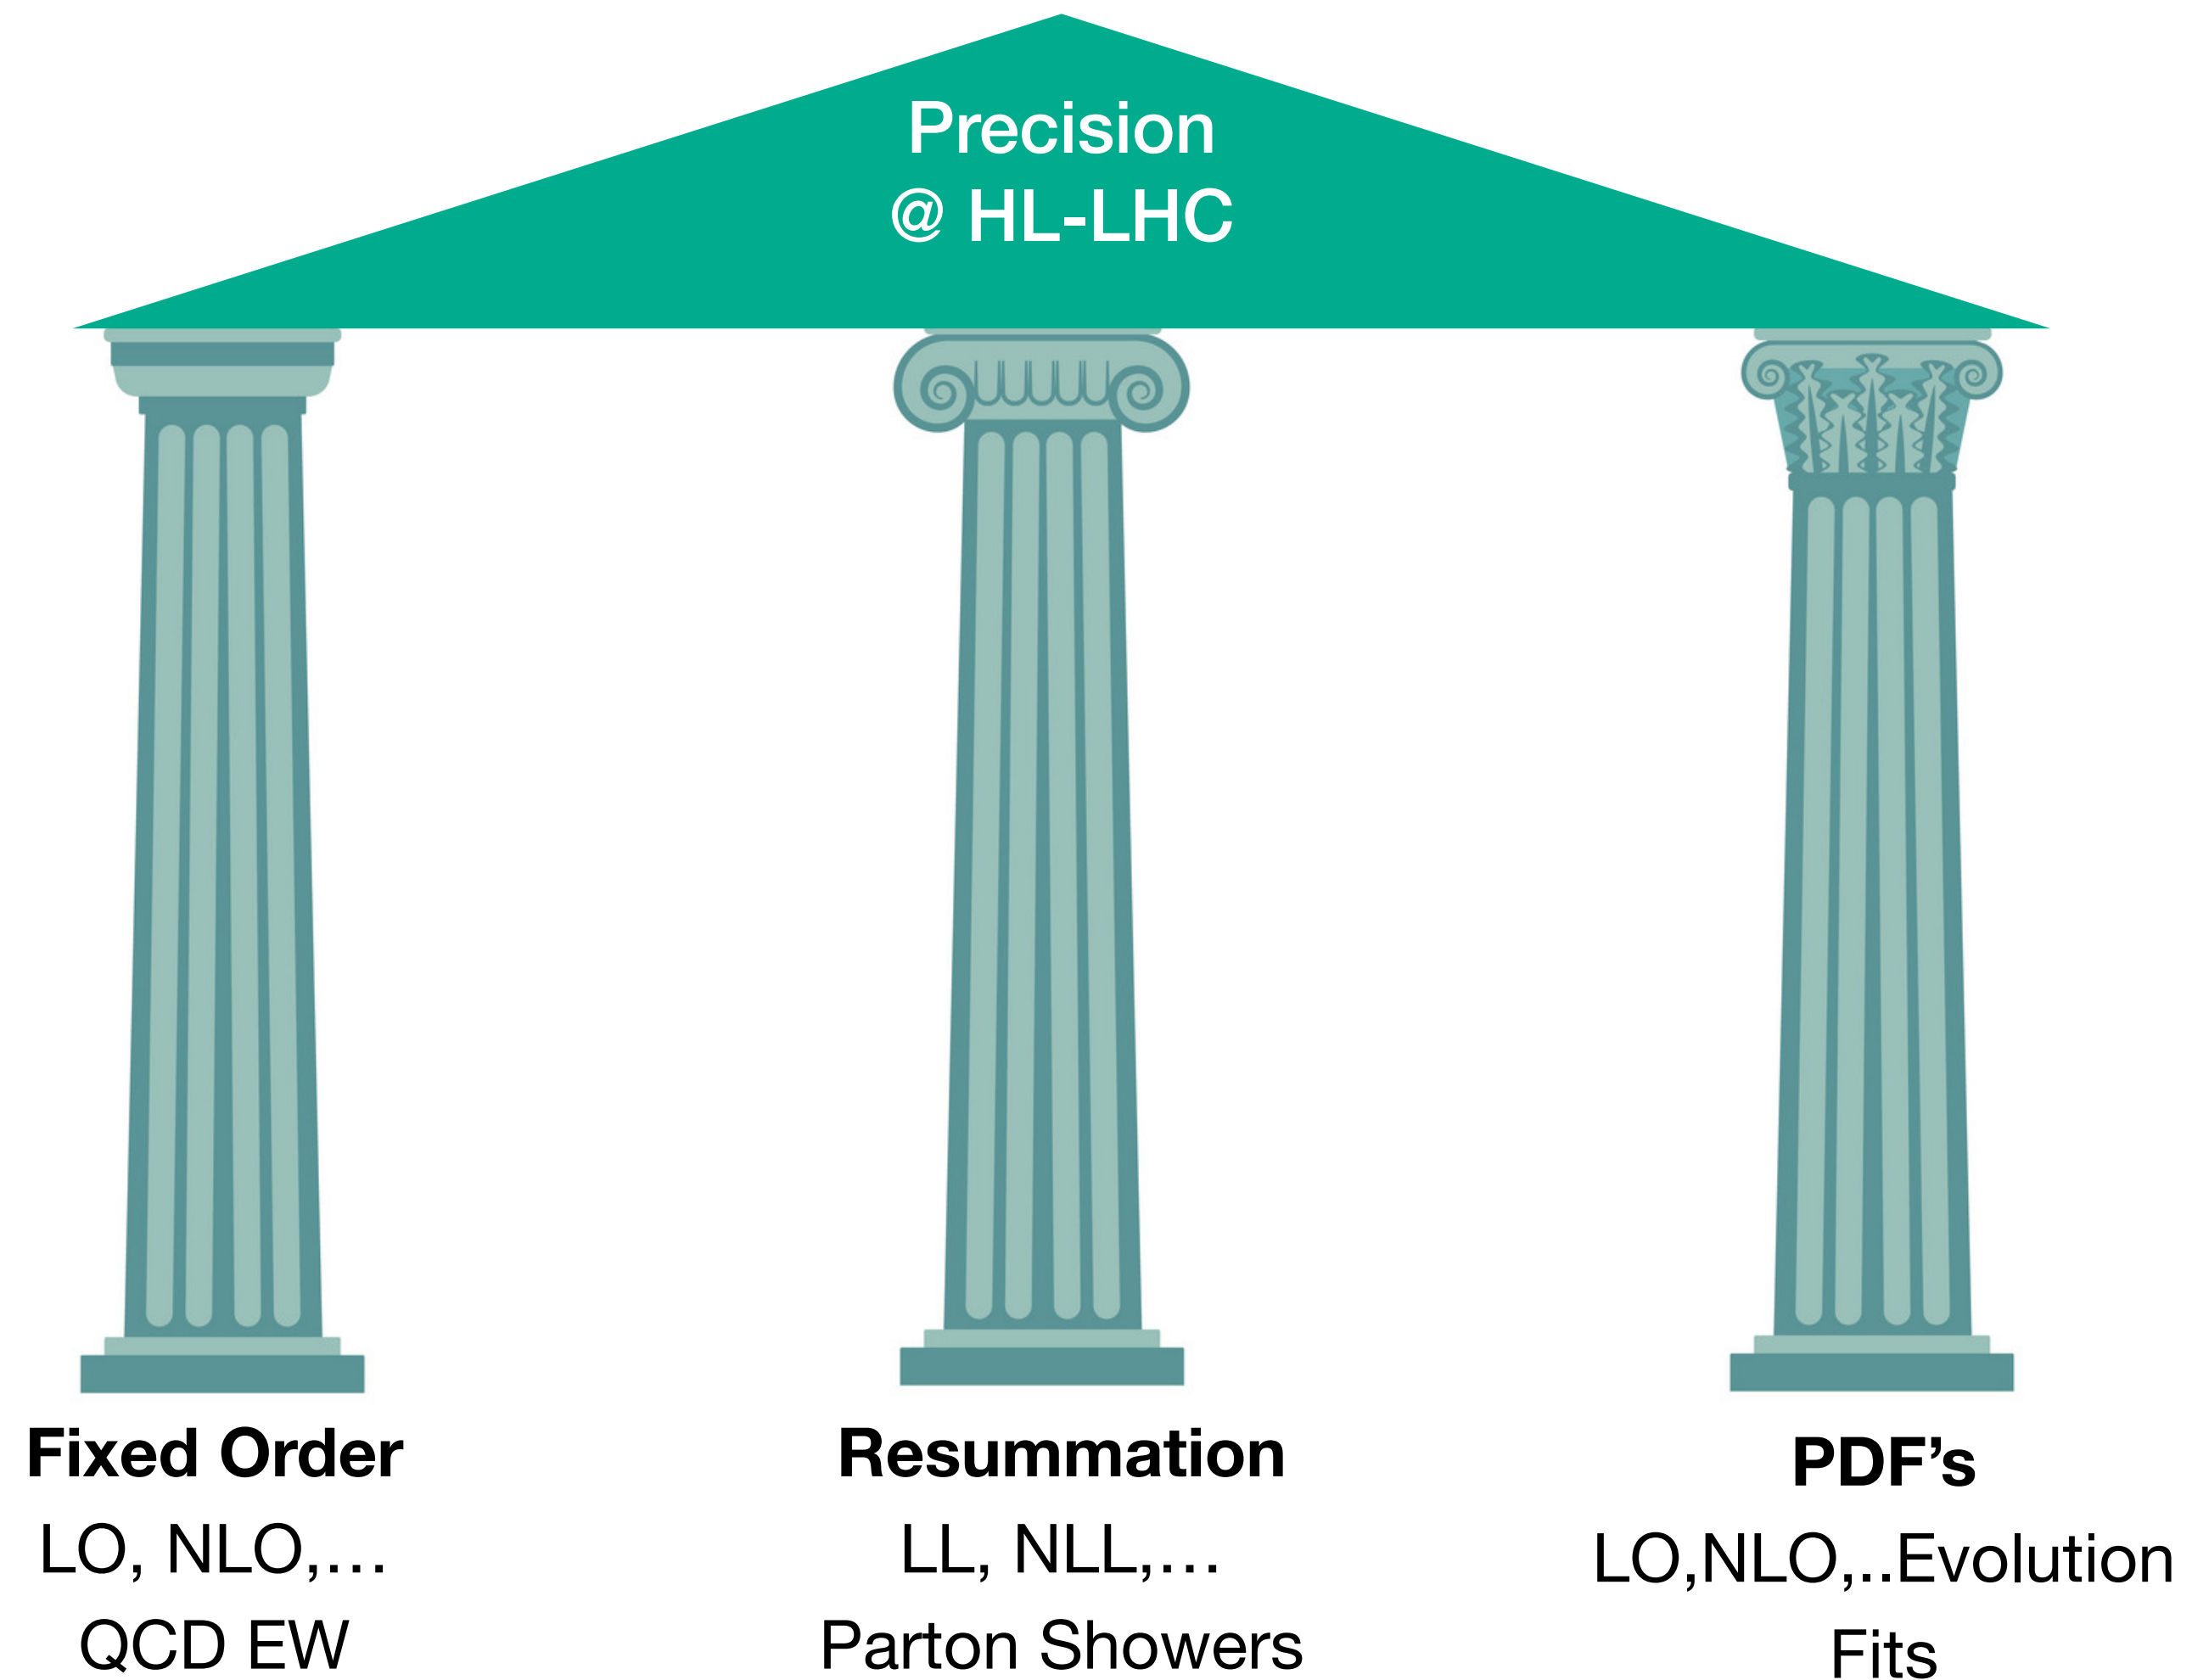 Precision
@ HL-LHC
Fixed Order
LO, NLO,...
QCD EW
Resummation
LL, NLL,...
Parton Showers
PDF's
LO,NLO,...Evolution
Fits